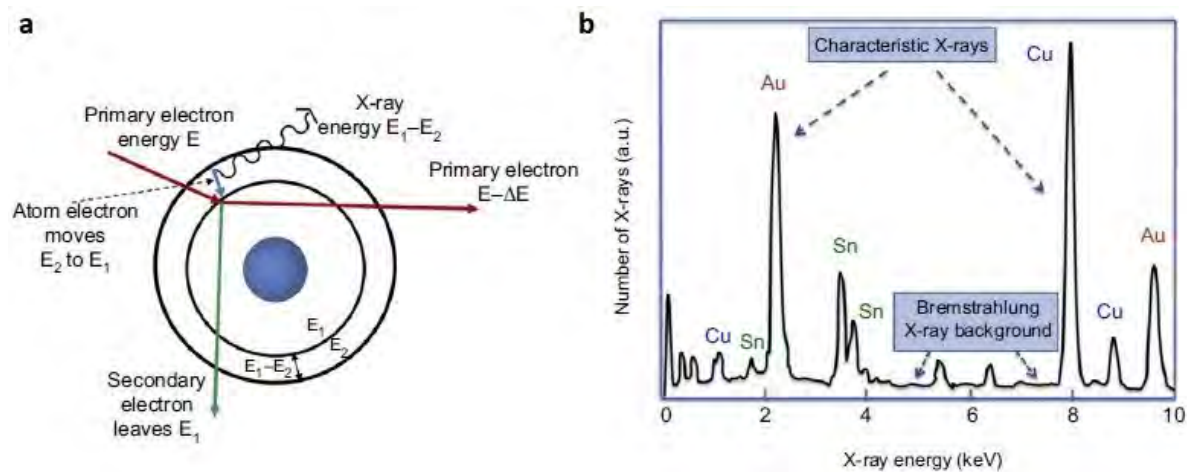 a
X-ray
energy E₁–E₂
Primary electron
energy E
Primary electron
E–ΔE
Atom electron
moves
E₂ to E₁
E₁
E₂
E₁–E₂
Secondary
electron
leaves E₁
b
Number of X-rays (a.u.)
Characteristic X-rays
Cu
Au
Sn
Au
Sn
Bremstrahlung
X-ray background
Cu
Sn
Cu
0
2
4
6
8
10
X-ray energy (keV)